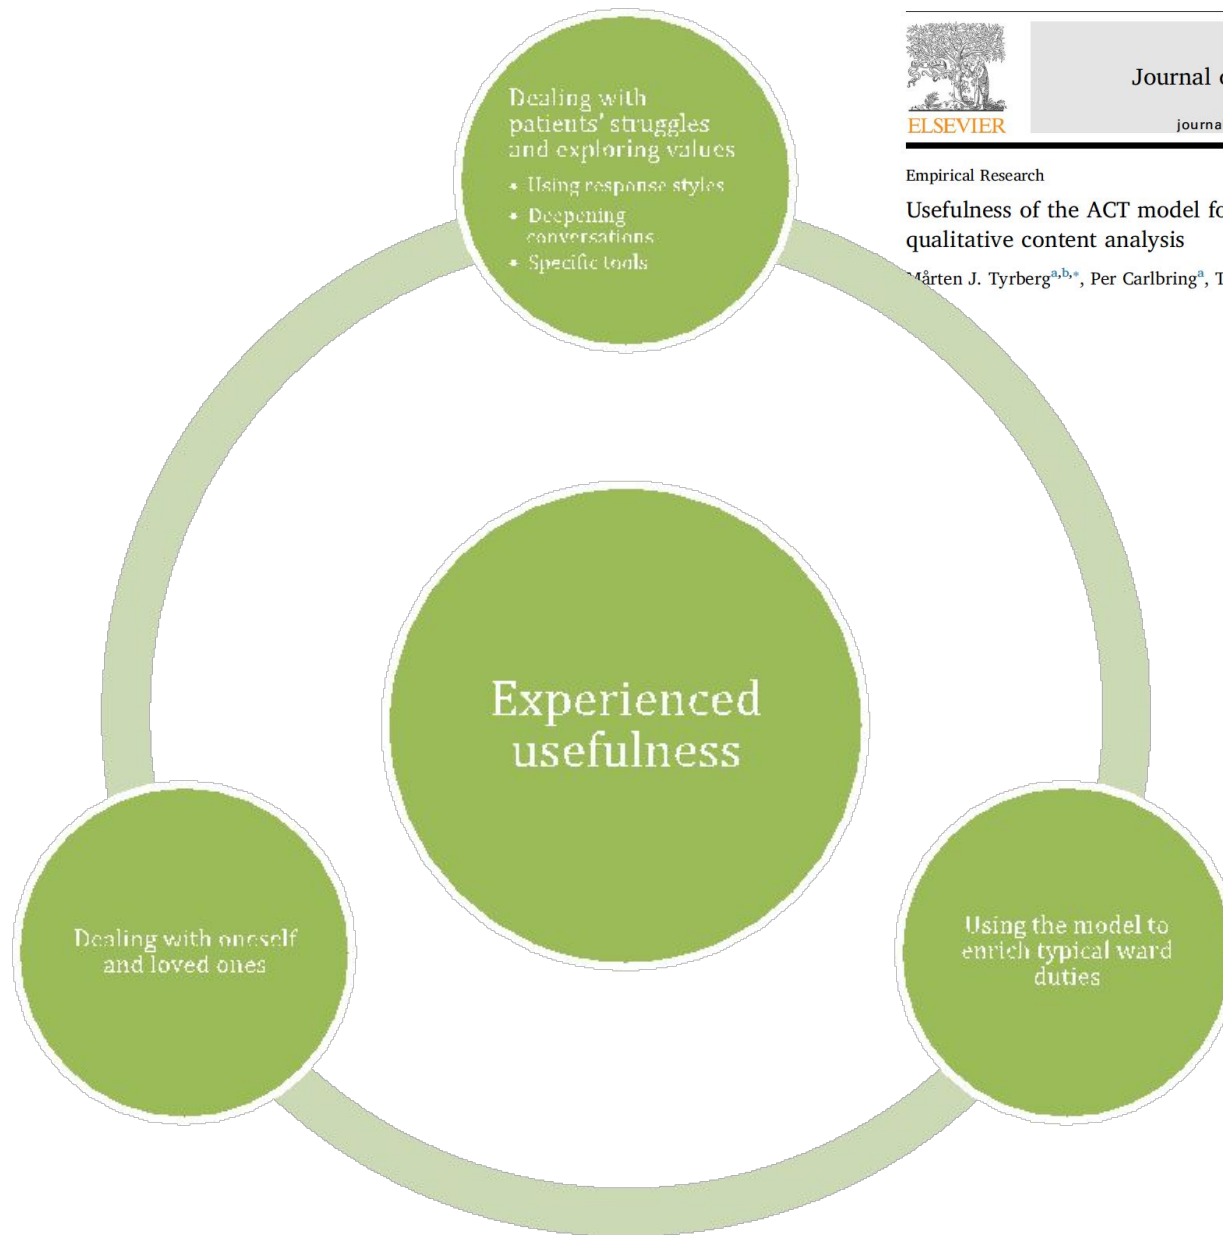 Dealing with
patients' struggles
and exploring values
• Using response styles
• Deepening
conversations
• Specific tools
ELSEVIER
Journal
journa
Empirical Research
Usefulness of the ACT model fo
qualitative content analysis
Mårten J. Tyrberg a,b,*, Per Carlbring a, T
Experienced
usefulness
Dealing with oneself
and loved ones
Using the model to
enrich typical ward
duties